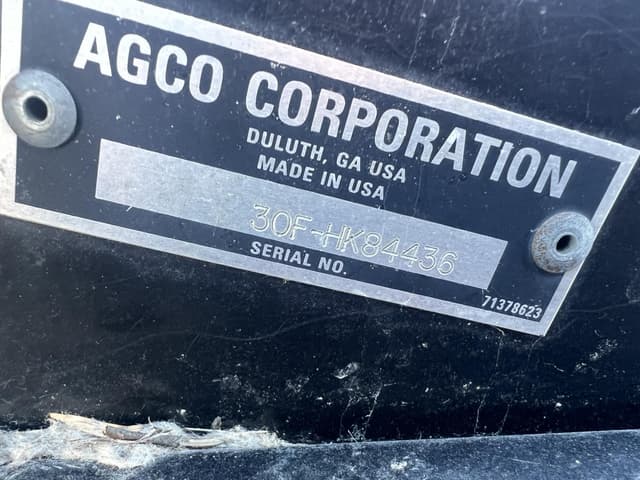 AGCO CORPORATION
DULUTH, GA USA
MADE IN USA
30F-HK84436
SERIAL NO.
71378623